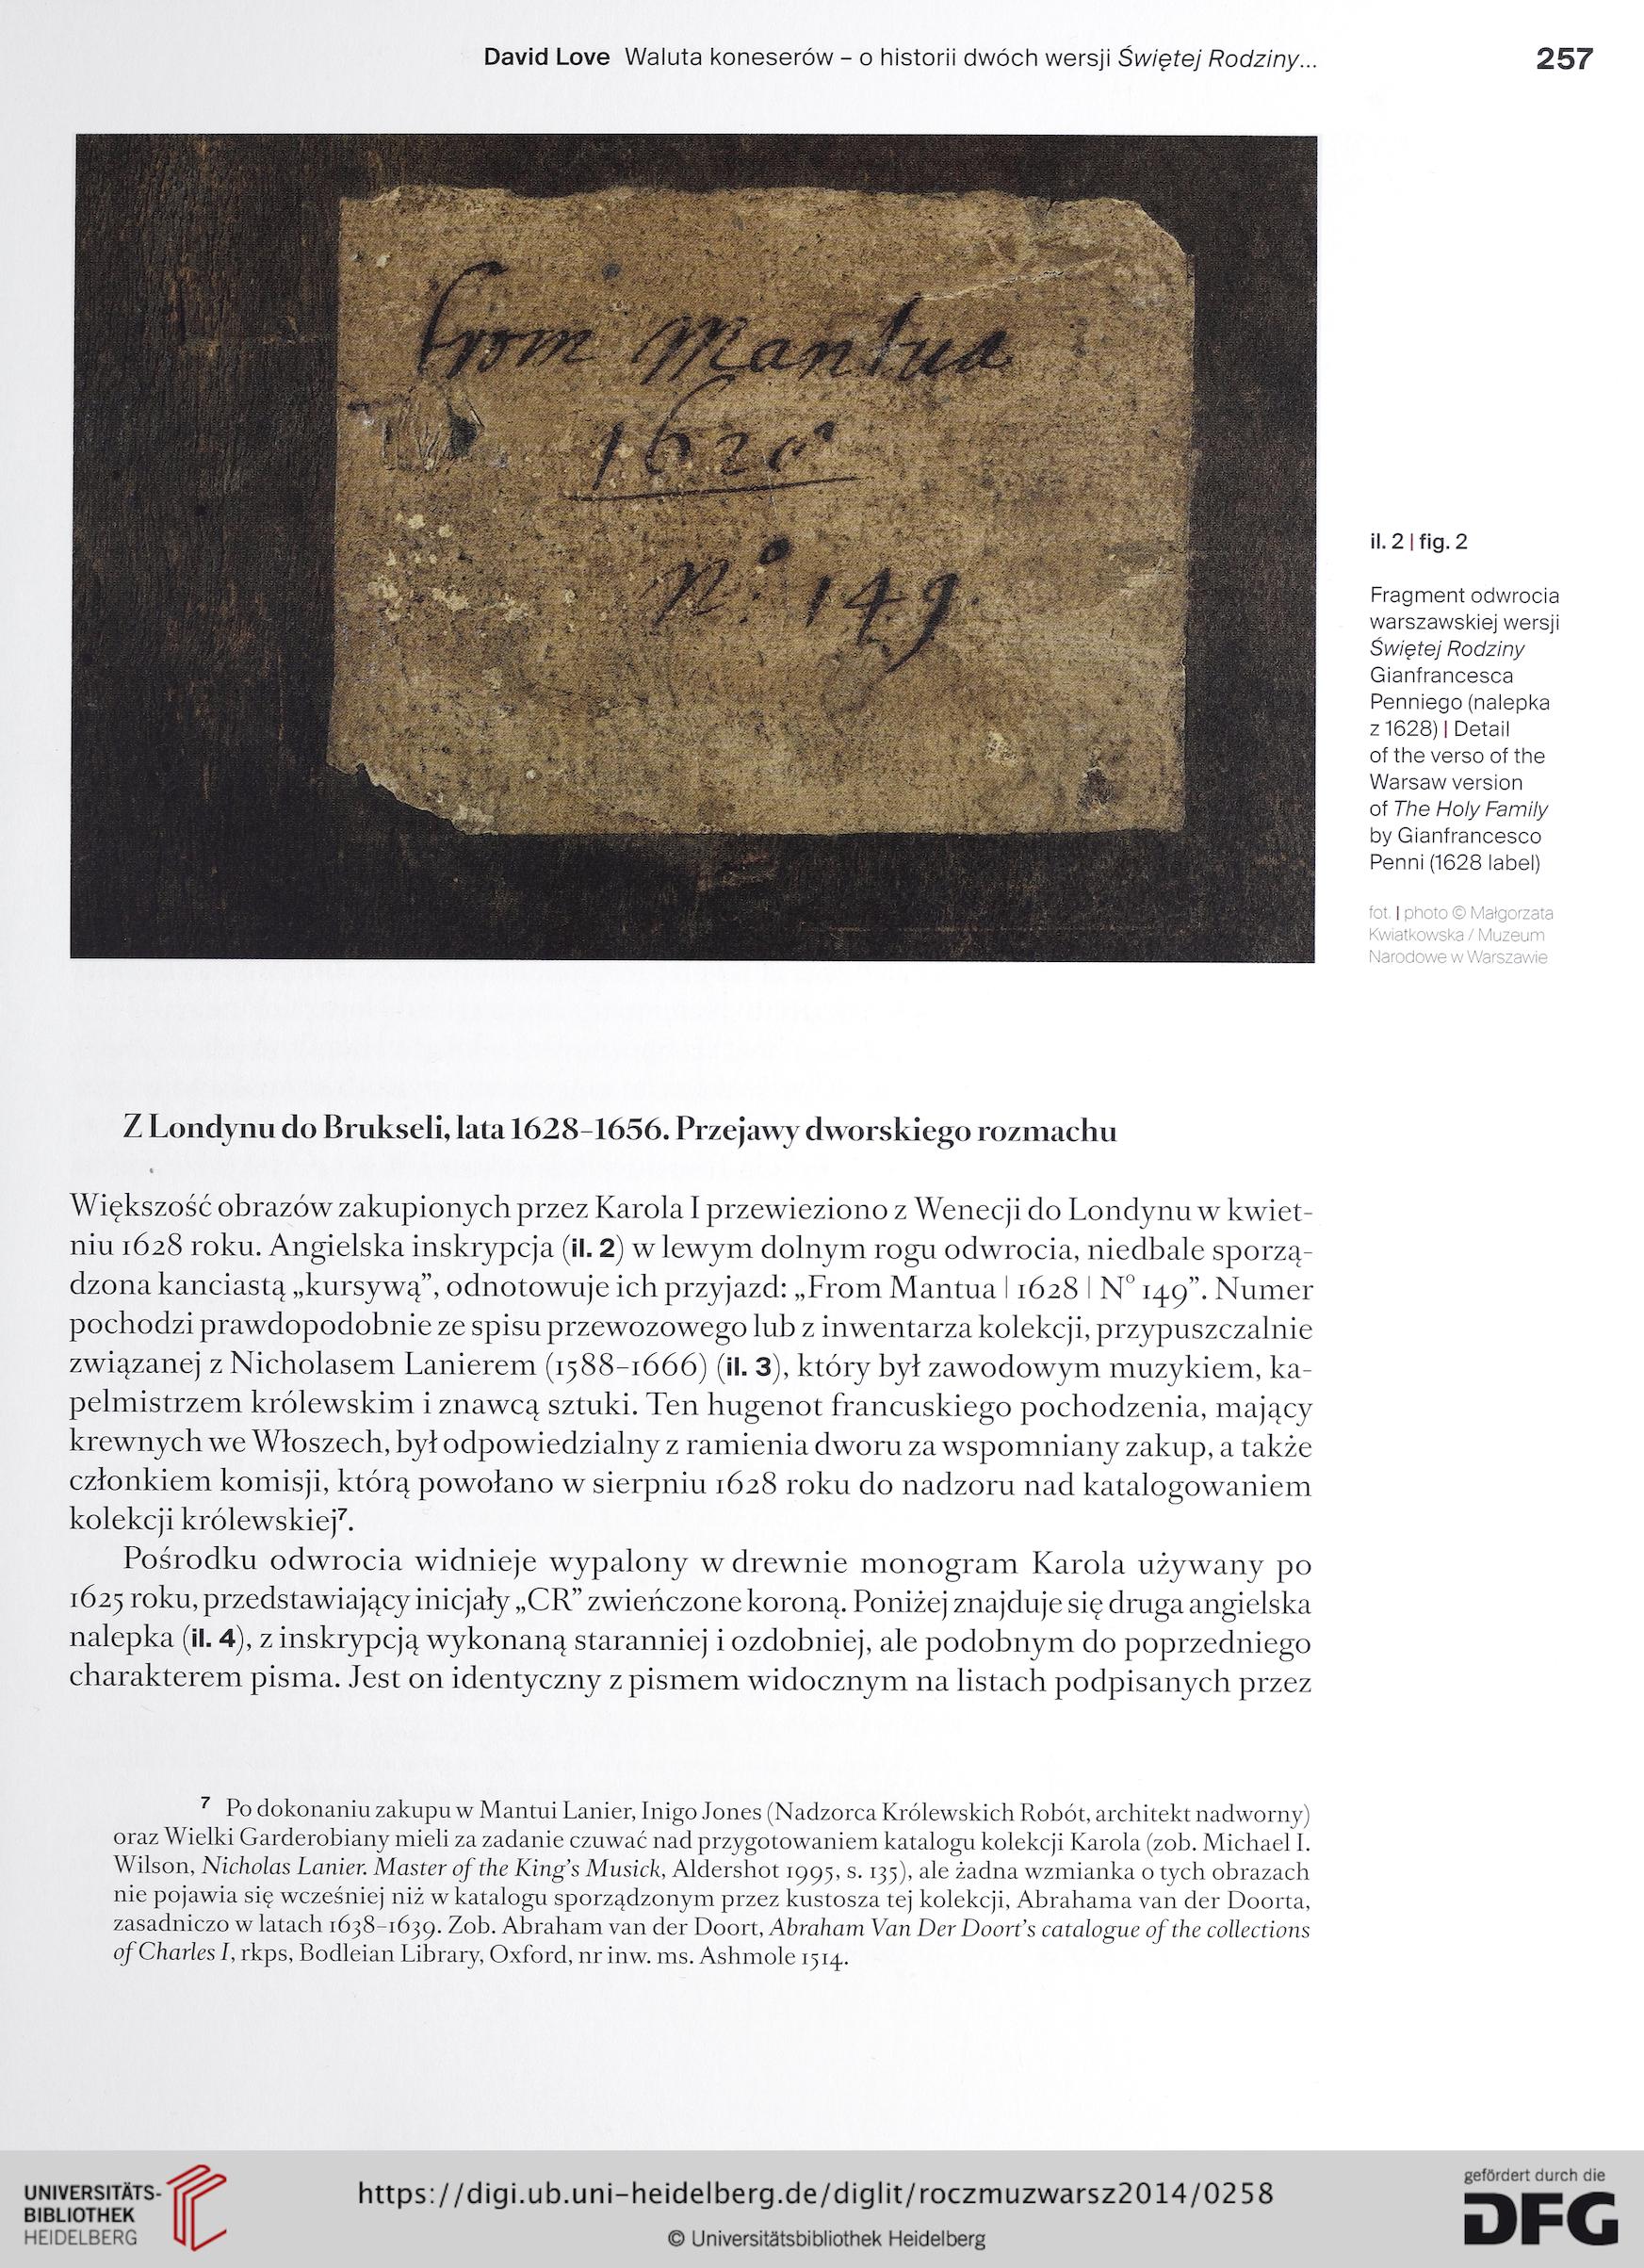 David Love Waluta koneserów – o historii dwóch wersji Świętej Rodziny...
257
from Mantua
1628
No 149.
il. 2 | fig. 2
Fragment odwrocia
warszawskiej wersji
Świętej Rodziny
Gianfrancesca
Penniego (nalepka
z 1628) | Detail
of the verso of the
Warsaw version
of The Holy Family
by Gianfrancesco
Penni (1628 label)
fot. | photo © Małgorzata
Kwiatkowska / Muzeum
Narodowe w Warszawie
Z Londynu do Brukseli, lata 1628–1656. Przejawy dworskiego rozmachu
Większość obrazów zakupionych przez Karola I przewieziono z Wenecji do Londynu w kwiet-
niu 1628 roku. Angielska inskrypcja (il. 2) w lewym dolnym rogu odwrocia, niedbale sporzą-
dzona kanciastą „kursywą”, odnotowuje ich przyjazd: „From Mantua | 1628 | N° 149”. Numer
pochodzi prawdopodobnie ze spisu przewozowego lub z inwentarza kolekcji, przypuszczalnie
związanej z Nicholasem Lanierem (1588–1666) (il. 3), który był zawodowym muzykiem, ka-
pelmistrzem królewskim i znawcą sztuki. Ten hugenot francuskiego pochodzenia, mający
krewnych we Włoszech, był odpowiedzialny z ramienia dworu za wspomniany zakup, a także
członkiem komisji, którą powołano w sierpniu 1628 roku do nadzoru nad katalogowaniem
kolekcji królewskiej⁷.
Pośrodku odwrocia widnieje wypalony w drewnie monogram Karola używany po
1625 roku, przedstawiający inicjały „CR” zwieńczone koroną. Poniżej znajduje się druga angielska
nalepka (il. 4), z inskrypcją wykonaną staranniej i ozdobniej, ale podobnym do poprzedniego
charakterem pisma. Jest on identyczny z pismem widocznym na listach podpisanych przez
7 Po dokonaniu zakupu w Mantui Lanier, Inigo Jones (Nadzorca Królewskich Robót, architekt nadworny)
oraz Wielki Garderobiany mieli za zadanie czuwać nad przygotowaniem katalogu kolekcji Karola (zob. Michael I.
Wilson, Nicholas Lanier. Master of the King’s Musick, Aldershot 1995, s. 135), ale żadna wzmianka o tych obrazach
nie pojawia się wcześniej niż w katalogu sporządzonym przez kustosza tej kolekcji, Abrahama van der Doorta,
zasadniczo w latach 1638–1639. Zob. Abraham van der Doort, Abraham Van Der Doort’s catalogue of the collections
of Charles I, rkps, Bodleian Library, Oxford, nr inw. ms. Ashmole 1514.
UNIVERSITÄTS-
BIBLIOTHEK
HEIDELBERG
https://digi.ub.uni-heidelberg.de/diglit/roczmuzwarsz2014/0258
© Universitätsbibliothek Heidelberg
gefördert durch die
DFG